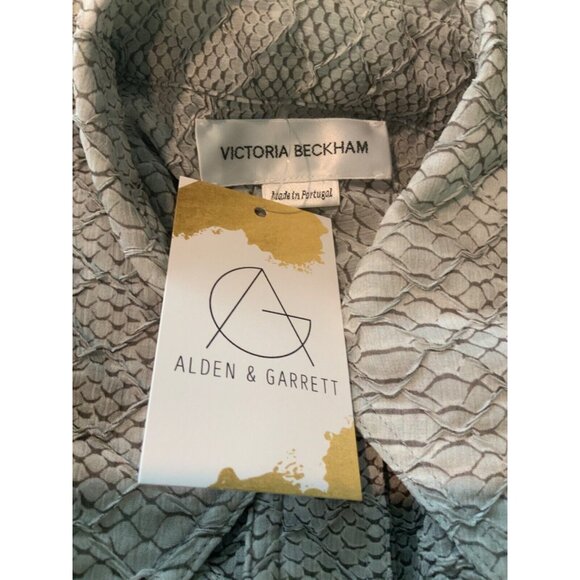 VICTORIA BECKHAM
Made in Portugal
AG
ALDEN & GARRETT